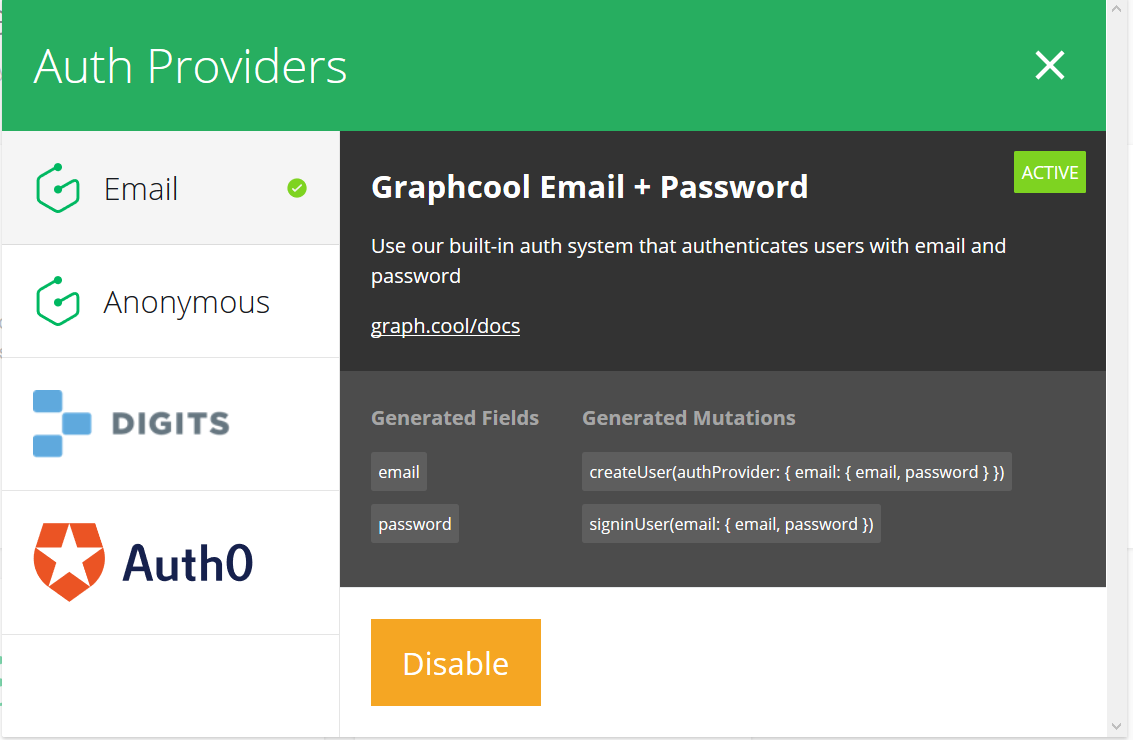 Auth Providers
Email
Anonymous
DIGITS
Auth0
Graphcool Email + Password
ACTIVE
Use our built-in auth system that authenticates users with email and
password
graph.cool/docs
Generated Fields
email
password
Generated Mutations
createUser(authProvider: { email: { email, password } })
signinUser(email: { email, password })
Disable